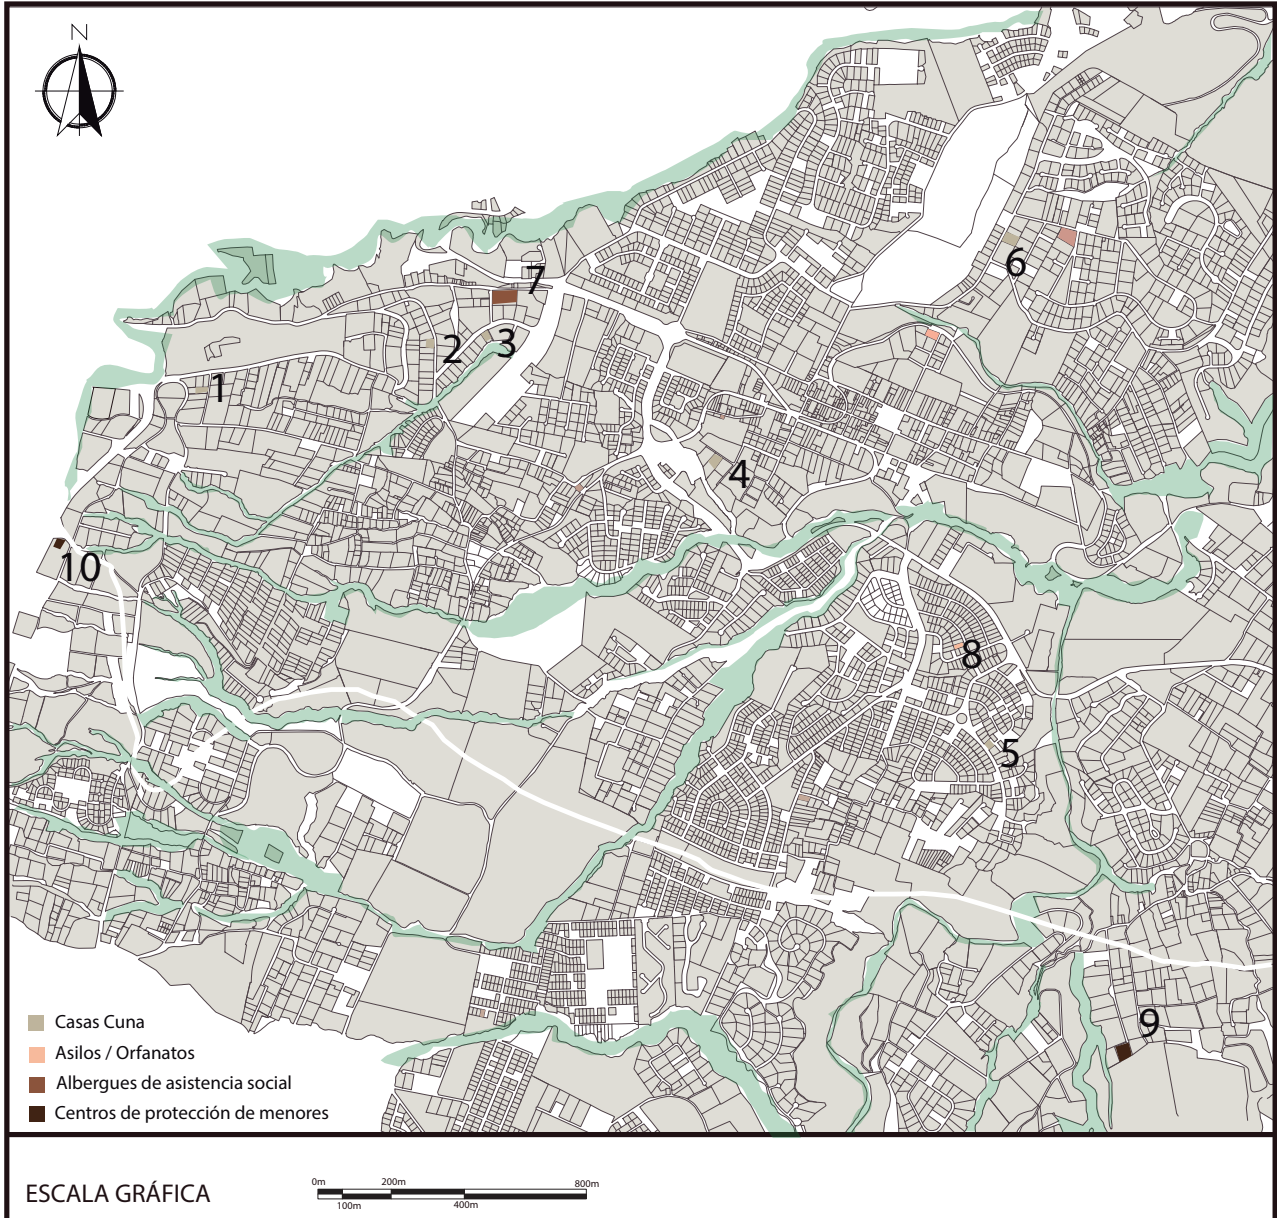 N
7
6
2
3
1
4
10
8
5
9
Casas Cuna
Asilos / Orfanatos
Albergues de asistencia social
Centros de protección de menores
ESCALA GRÁFICA
0m 200m 800m
100m 400m